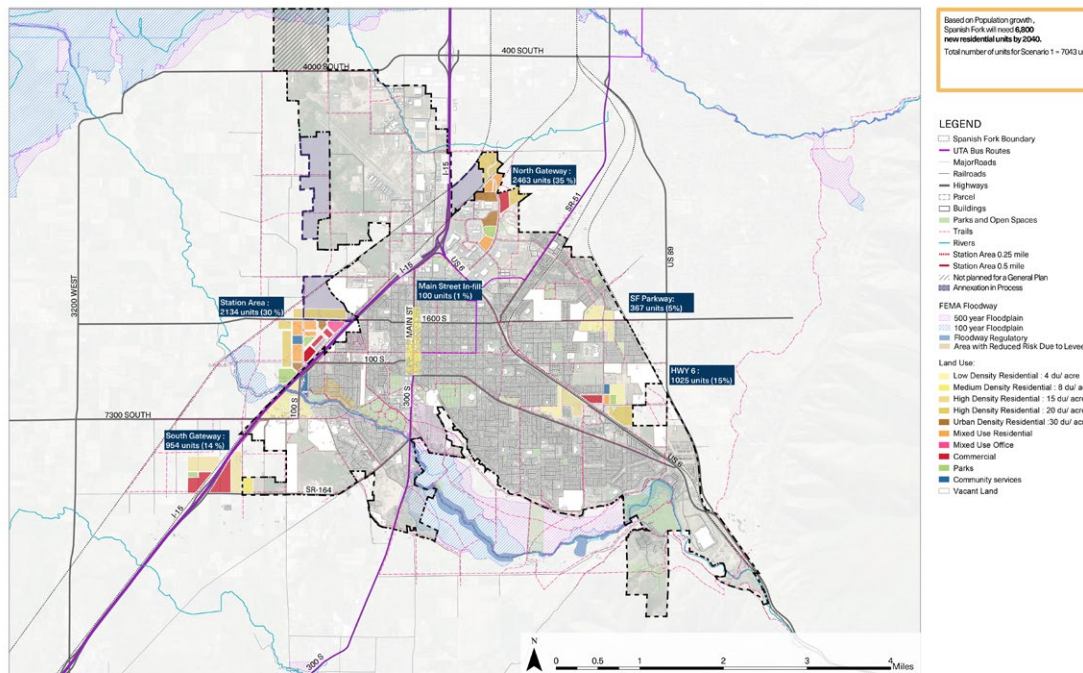 Based on Population growth ,
Spanish Fork will need 6,800
new residential units by 2040.
Total number of units for Scenario 1 = 7043 u
400 SOUTH
4000 SOUTH
I-15
North Gateway :
2463 units (35 %)
SR-51
US 89
US 6
I-15
3200 WEST
Station Area :
2134 units (30 %)
Main Street In-fill:
100 units (1 %)
MAIN ST
1600 S
SF Parkway:
367 units (5%)
100 S
HWY 6 :
1025 units (15%)
300 S
100 S
7300 SOUTH
South Gateway :
954 units (14 %)
US 6
SR-164
I-15
300 S
N
0 0.5 1 2 3 4
Miles
LEGEND
Spanish Fork Boundary
UTA Bus Routes
MajorRoads
Railroads
Highways
Parcel
Buildings
Parks and Open Spaces
Trails
Rivers
Station Area 0.25 mile
Station Area 0.5 mile
Not planned for a General Plan
Annexation in Process
FEMA Floodway
500 year Floodplain
100 year Floodplain
Floodway Regulatory
Area with Reduced Risk Due to Levee
Land Use:
Low Density Residential : 4 du/ acre
Medium Density Residential : 8 du/ a
High Density Residential : 15 du/ acr
High Density Residential : 20 du/ acr
Urban Density Residential :30 du/ ac
Mixed Use Residential
Mixed Use Office
Commercial
Parks
Community services
Vacant Land